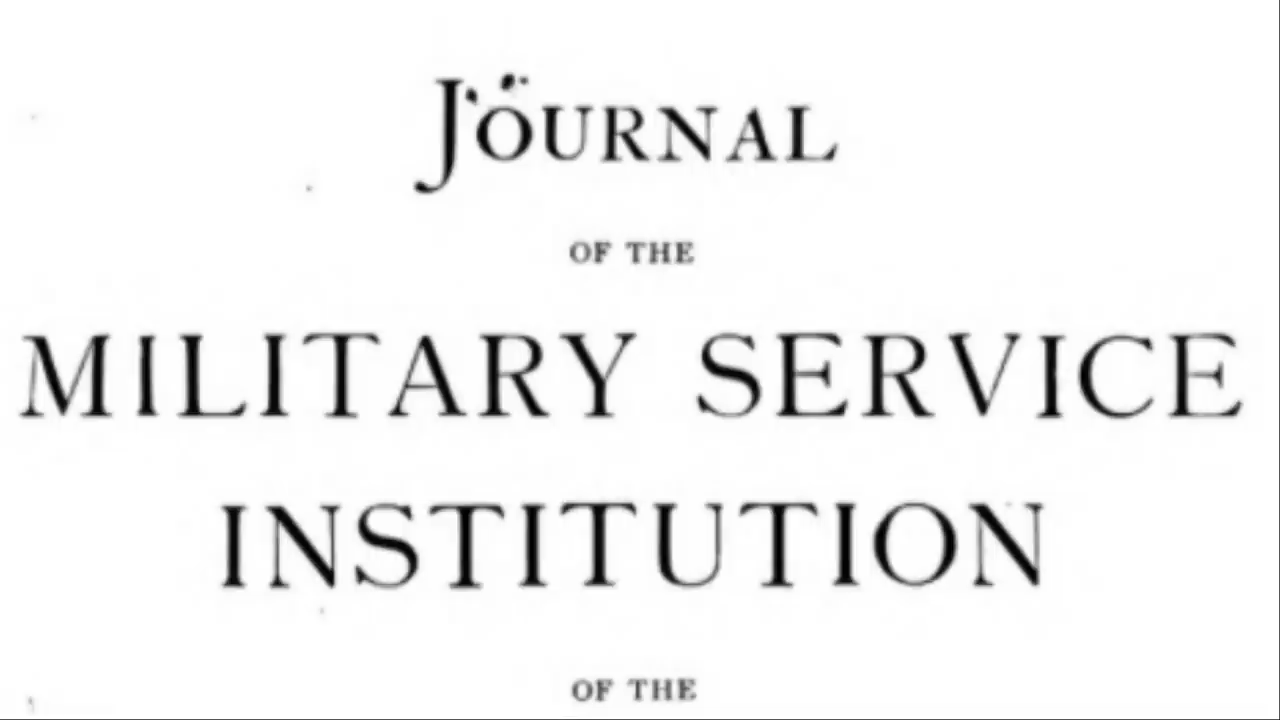 JOURNAL
OF THE
MILITARY SERVICE
INSTITUTION
OF THE